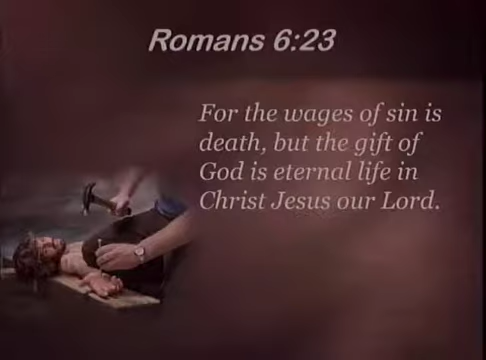 Romans 6:23
For the wages of sin is
death, but the gift of
God is eternal life in
Christ Jesus our Lord.